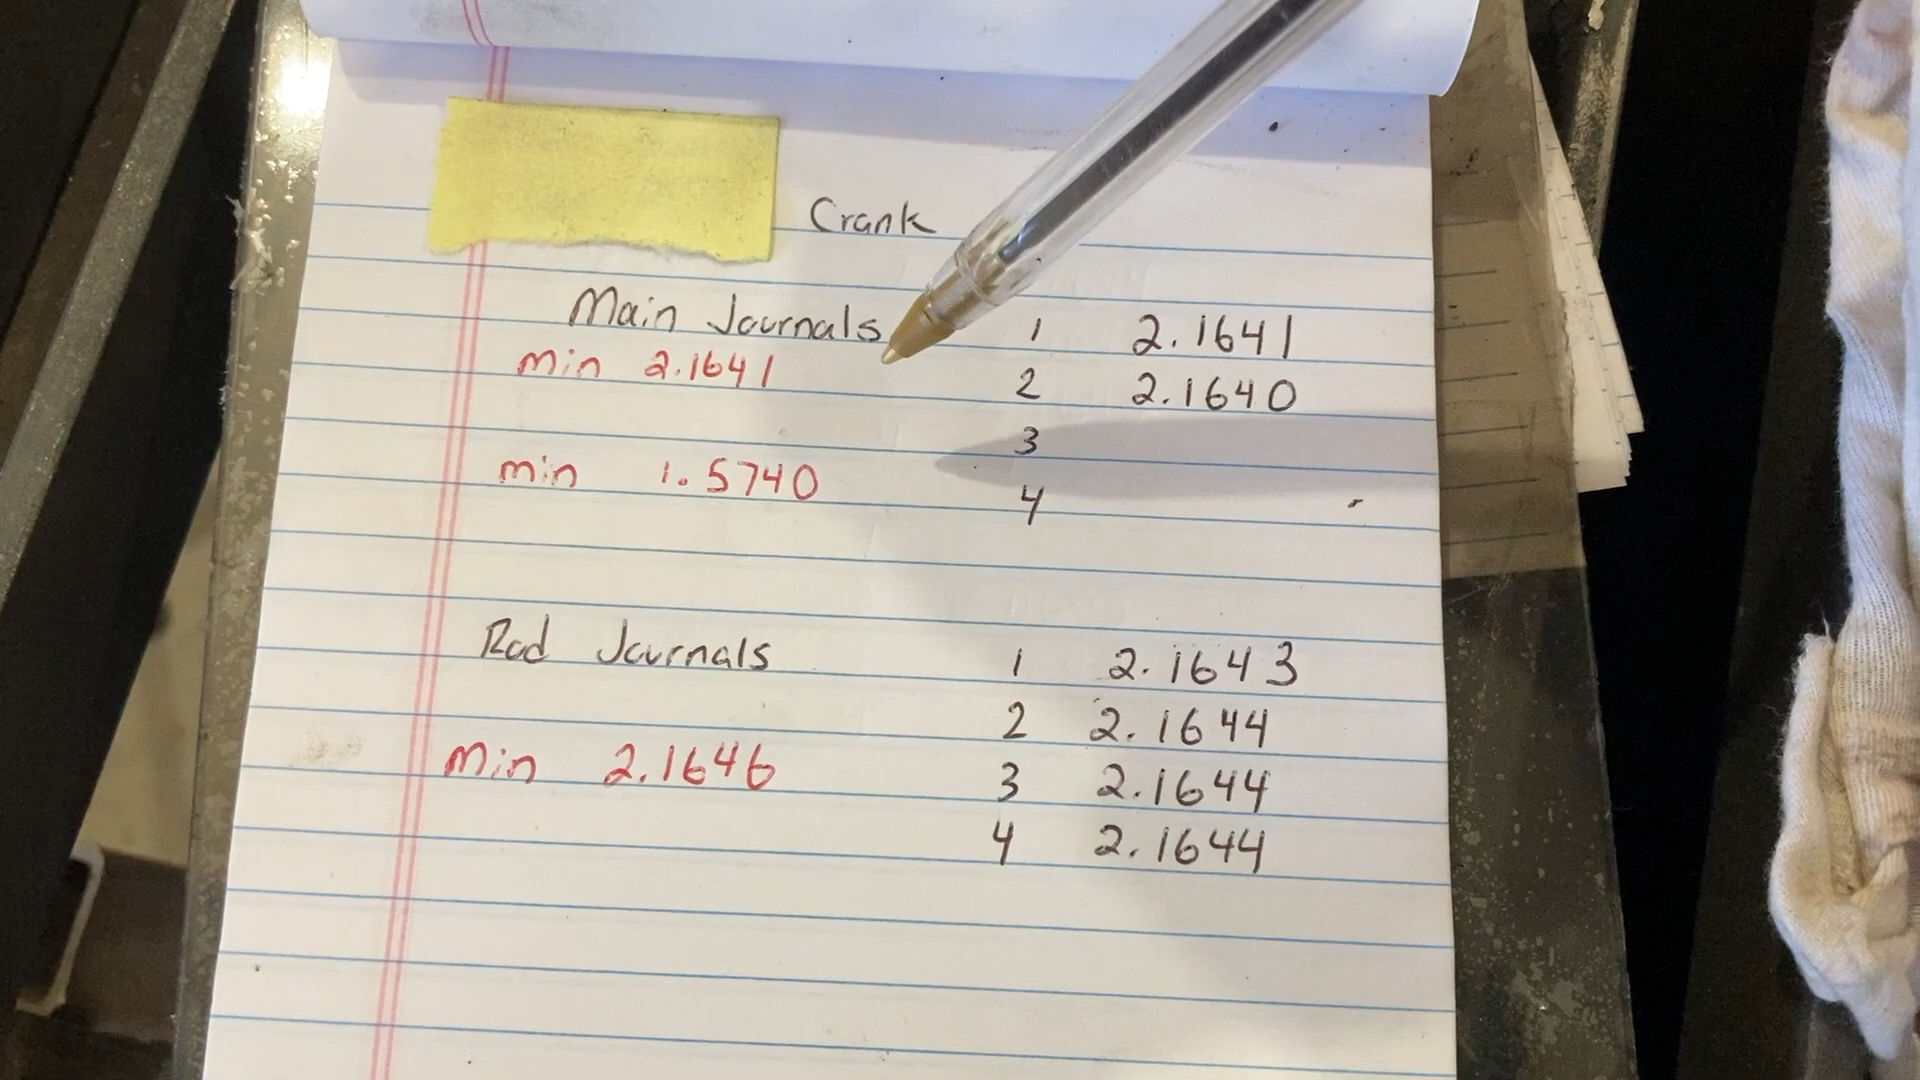 Crank
Main Journals 1 2.1641
min 2.1641 2 2.1640
3
min 1.5740 4
Rod Journals 1 2.1643
2 2.1644
min 2.1646 3 2.1644
4 2.1644